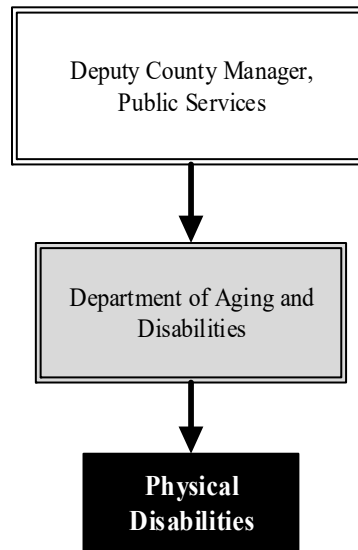 Deputy County Manager,
Public Services
Department of Aging and
Disabilities
Physical
Disabilities